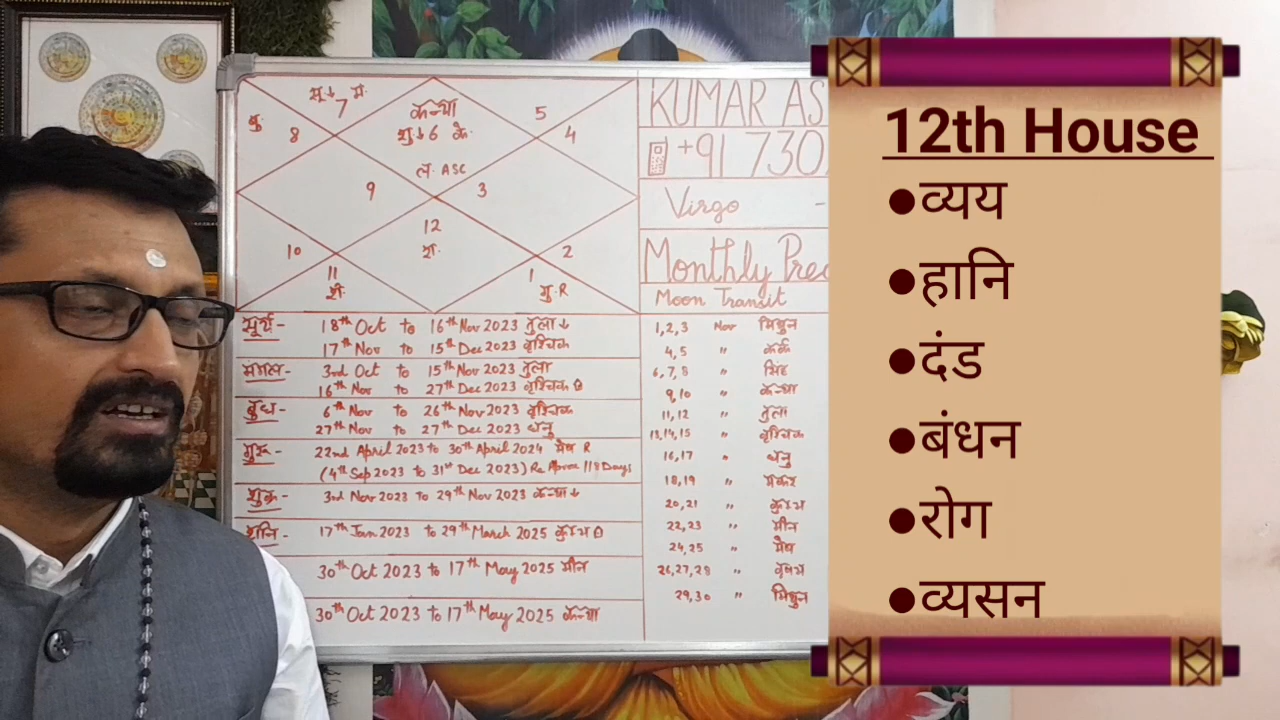 सू↓ मं
7
कन्या
शु↓ 6 के
5
बु
8
4
ल. ASC
9
3
12
रा.
10
2
11
श.
1
गु. R
सूर्य - 18th Oct to 16th Nov 2023 तुला↓
17th Nov to 15th Dec 2023 वृश्चिक
मंगल - 3rd Oct to 15th Nov 2023 तुला
16th Nov to 27th Dec 2023 वृश्चिक
बुध - 6th Nov to 26th Nov 2023 वृश्चिक
27th Nov to 27th Dec 2023 धनु
गुरू - 22nd April 2023 to 30th April 2024 मेष R
(4th Sep 2023 to 31st Dec 2023) 118 Days
शुक्र - 3rd Nov 2023 to 29th Nov 2023 कन्या↓
शनि - 17th Jan 2023 to 29th March 2025 कुंभ
30th Oct 2023 to 17th May 2025 मीन
30th Oct 2023 to 17th May 2025 कन्या
KUMAR AS
+91 730
Virgo -
Monthly Pre
Moon Transit
1,2,3 Nov मिथुन
4,5 " कर्क
6,7,8 " सिंह
9,10 " कन्या
11,12 " तुला
13,14,15 " वृश्चिक
16,17 " धनु
18,19 " मकर
20,21 " कुंभ
22,23 " मीन
24,25 " मेष
26,27,28 " वृषभ
29,30 " मिथुन
12th House
●व्यय
●हानि
●दंड
●बंधन
●रोग
●व्यसन